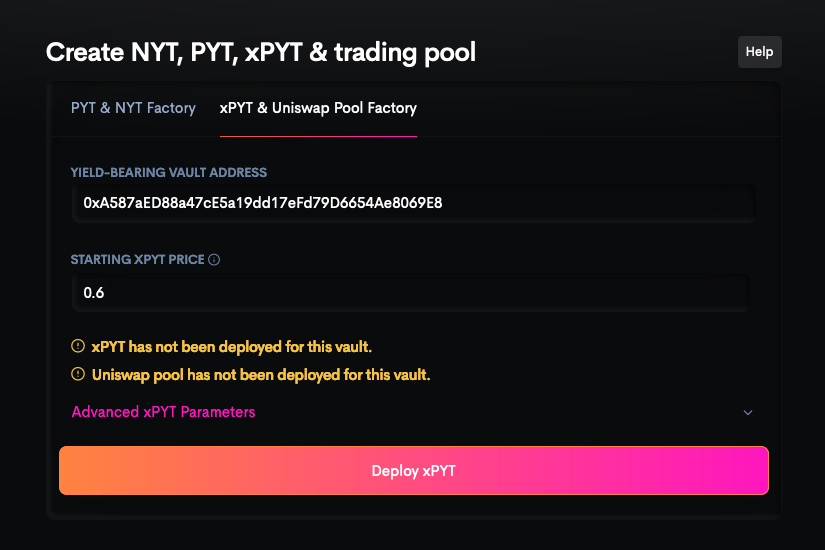 Create NYT, PYT, xPYT & trading pool
Help
PYT & NYT Factory
xPYT & Uniswap Pool Factory
YIELD-BEARING VAULT ADDRESS
0xA587aED88a47cE5a19dd17eFd79D6654Ae8069E8
STARTING XPYT PRICE
0.6
xPYT has not been deployed for this vault.
Uniswap pool has not been deployed for this vault.
Advanced xPYT Parameters
Deploy xPYT